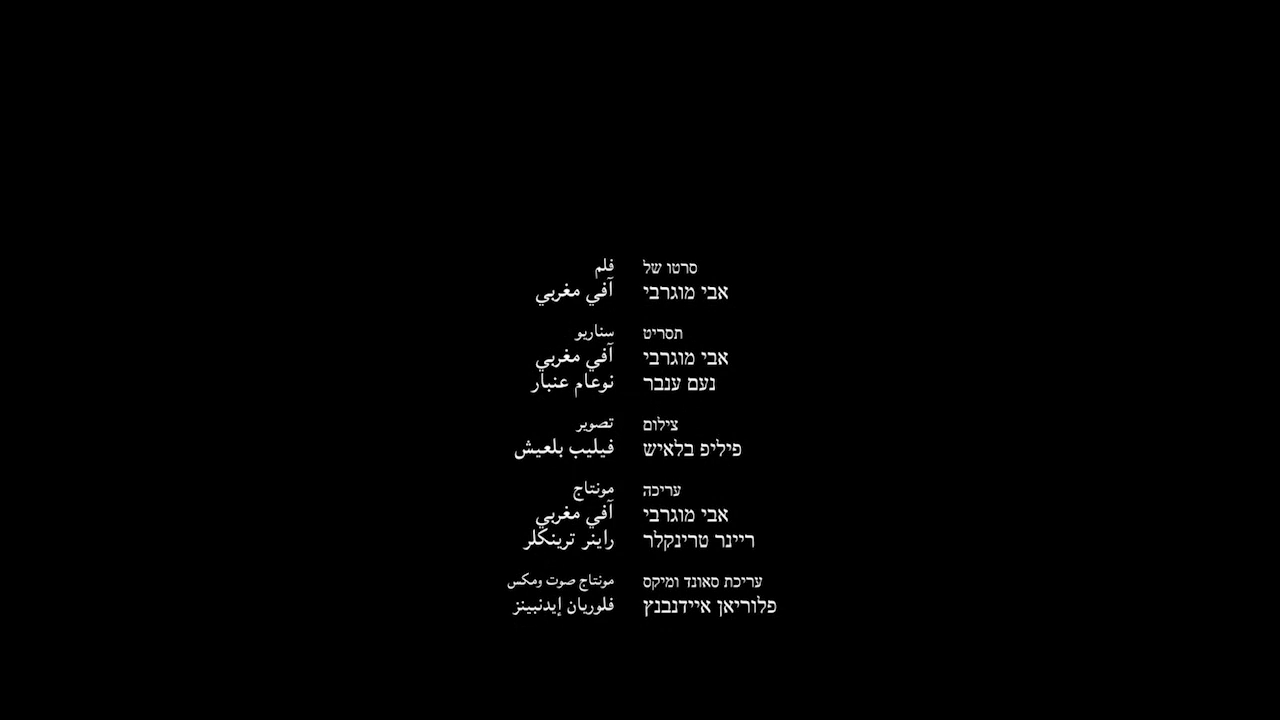 סרטו של
אבי מוגרבי
תסריט
אבי מוגרבי
נעם ענבר
צילום
פיליפ בלאיש
עריכה
אבי מוגרבי
ריינר טרינקלר
עריכת סאונד ומיקס
פלוריאן איידנבנץ
فلم
آفي مغربي
سناريو
آفي مغربي
نوعام عنبار
تصوير
فيليب بلعيش
مونتاج
آفي مغربي
راينر ترينكلر
مونتاج صوت ومكس
فلوريان إيدنبينز